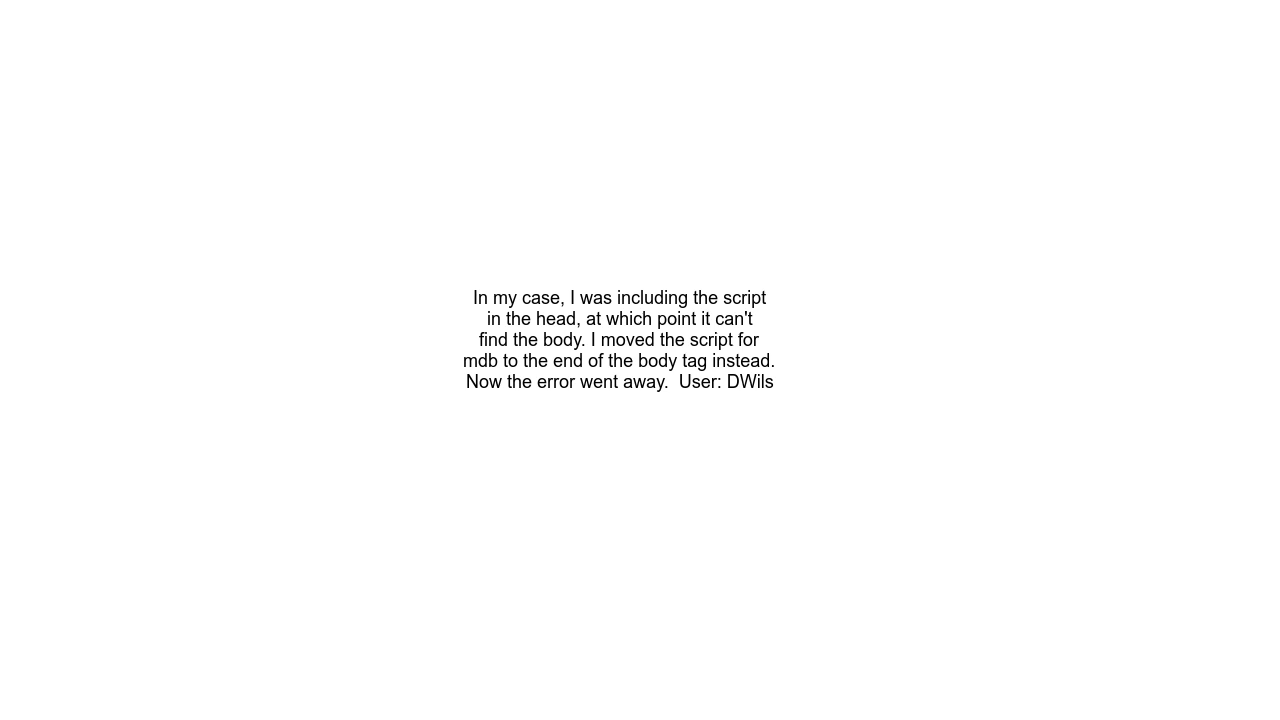 In my case, I was including the script
in the head, at which point it can't
find the body. I moved the script for
mdb to the end of the body tag instead.
Now the error went away.  User: DWils